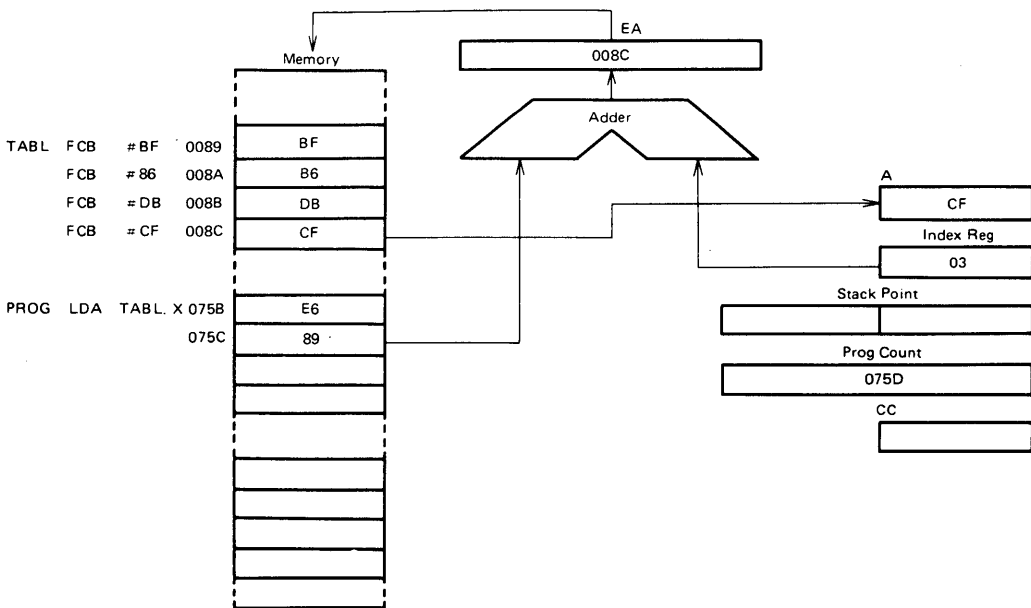 EA
008C
Memory
Adder
TABL FCB #BF 0089 BF
FCB #86 008A B6
FCB #DB 008B DB
FCB #CF 008C CF
A
CF
Index Reg
03
PROG LDA TABL. X 075B E6
075C 89
Stack Point
Prog Count
075D
CC